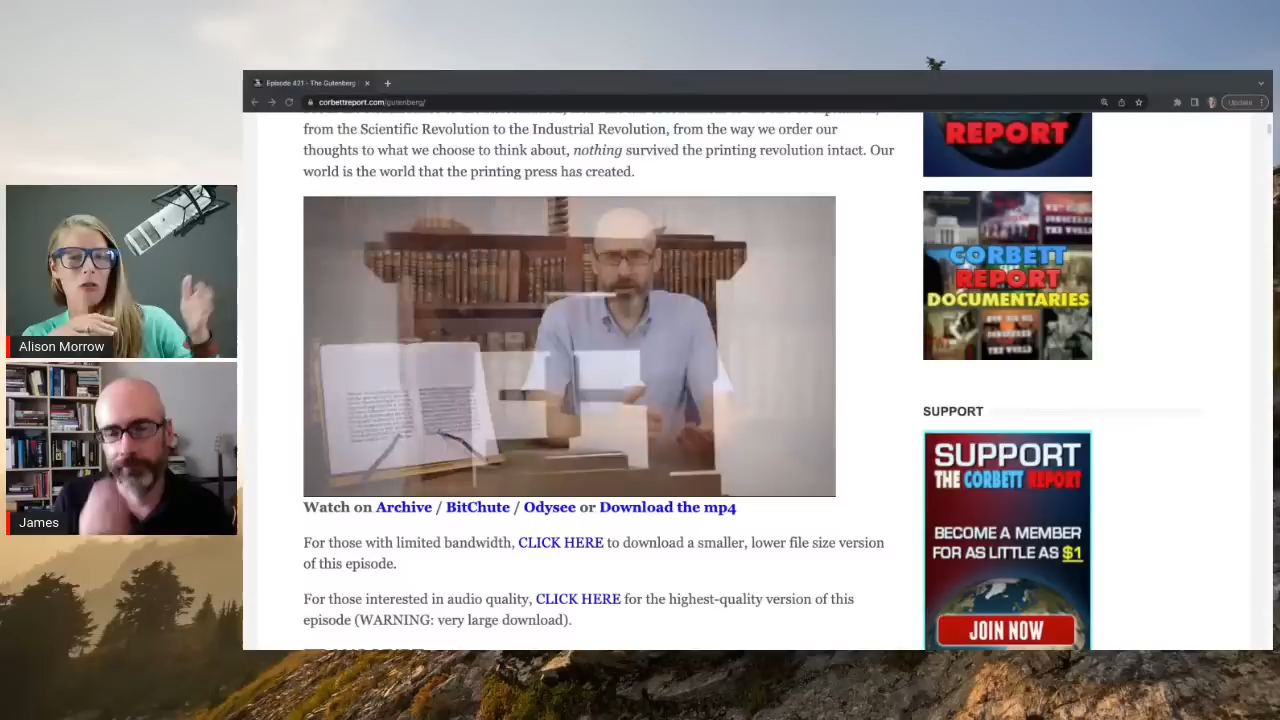 Episode 421 - The Gutenberg
corbettreport.com/gutenberg/
Update
from the Scientific Revolution to the Industrial Revolution, from the way we order our
thoughts to what we choose to think about, nothing survived the printing revolution intact. Our
world is the world that the printing press has created.
Watch on Archive / BitChute / Odysee or Download the mp4
For those with limited bandwidth, CLICK HERE to download a smaller, lower file size version
of this episode.
For those interested in audio quality, CLICK HERE for the highest-quality version of this
episode (WARNING: very large download).
REPORT
CORBETT
REPORT
DOCUMENTARIES
SUPPORT
SUPPORT
THE CORBETT REPORT
BECOME A MEMBER
FOR AS LITTLE AS $1
JOIN NOW
Alison Morrow
James